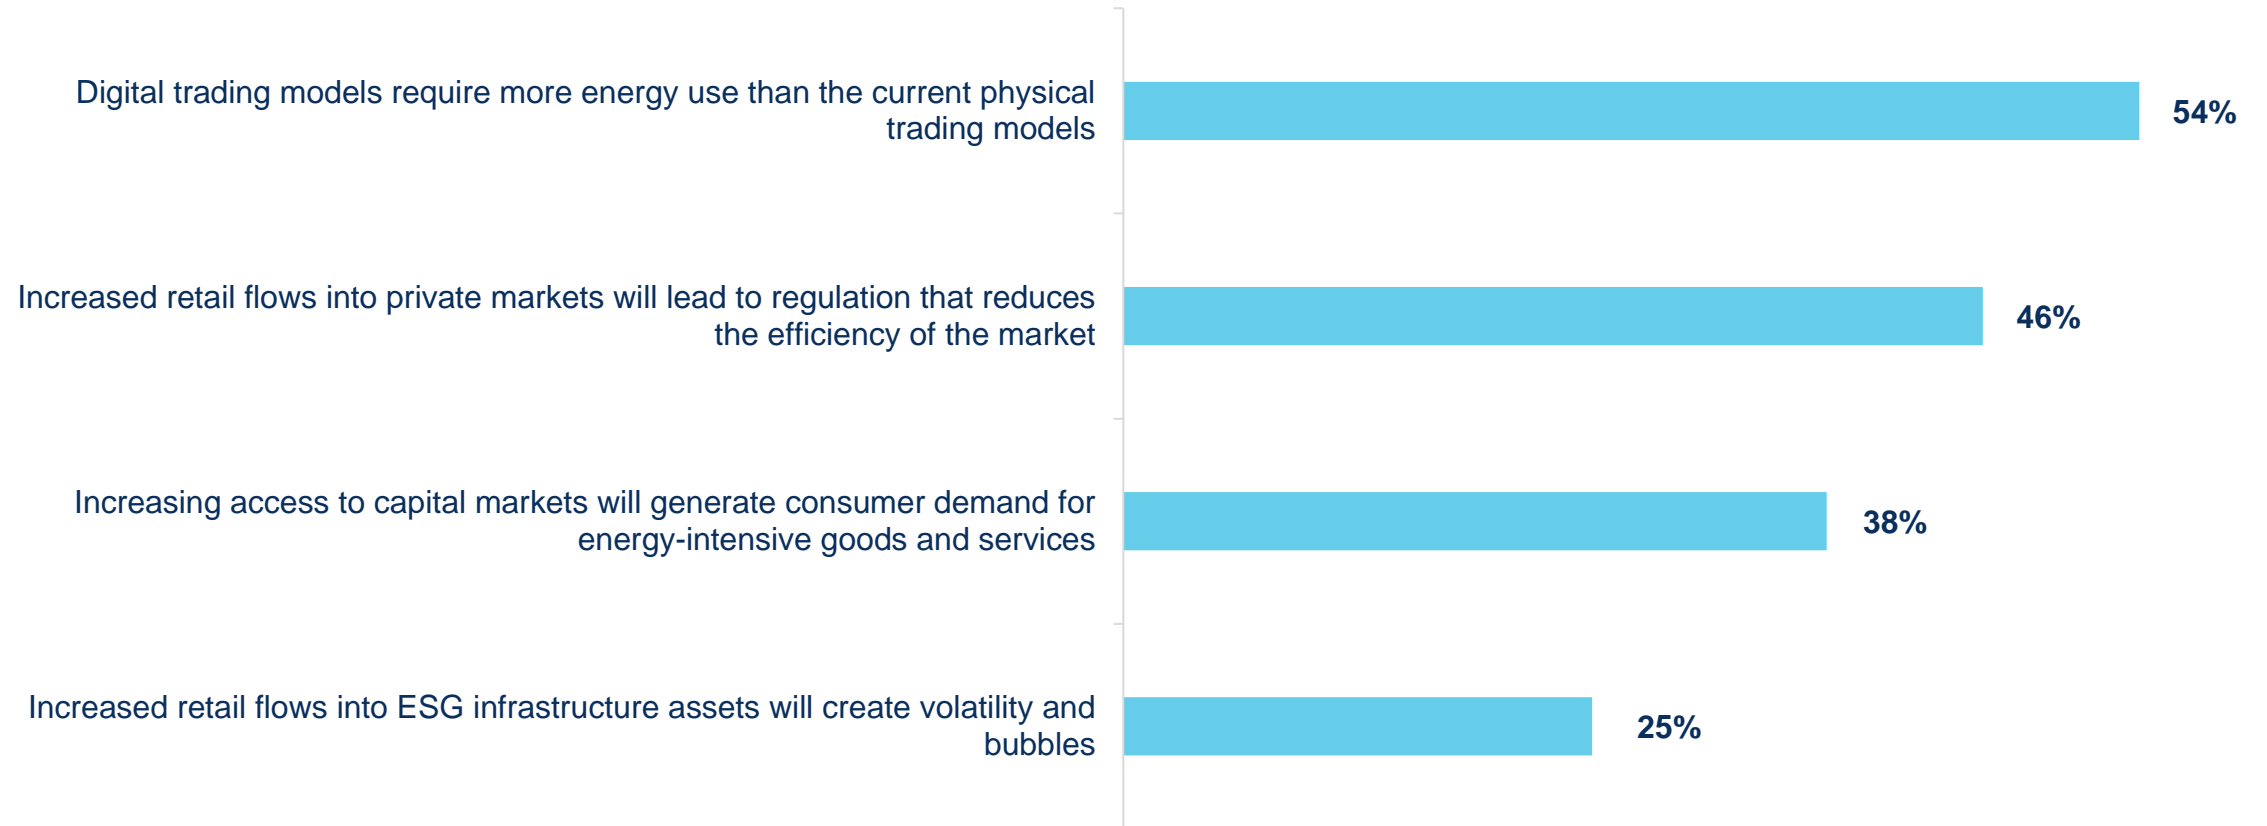 Digital trading models require more energy use than the current physical
trading models
54%
Increased retail flows into private markets will lead to regulation that reduces
the efficiency of the market
46%
Increasing access to capital markets will generate consumer demand for
energy-intensive goods and services
38%
Increased retail flows into ESG infrastructure assets will create volatility and
bubbles
25%